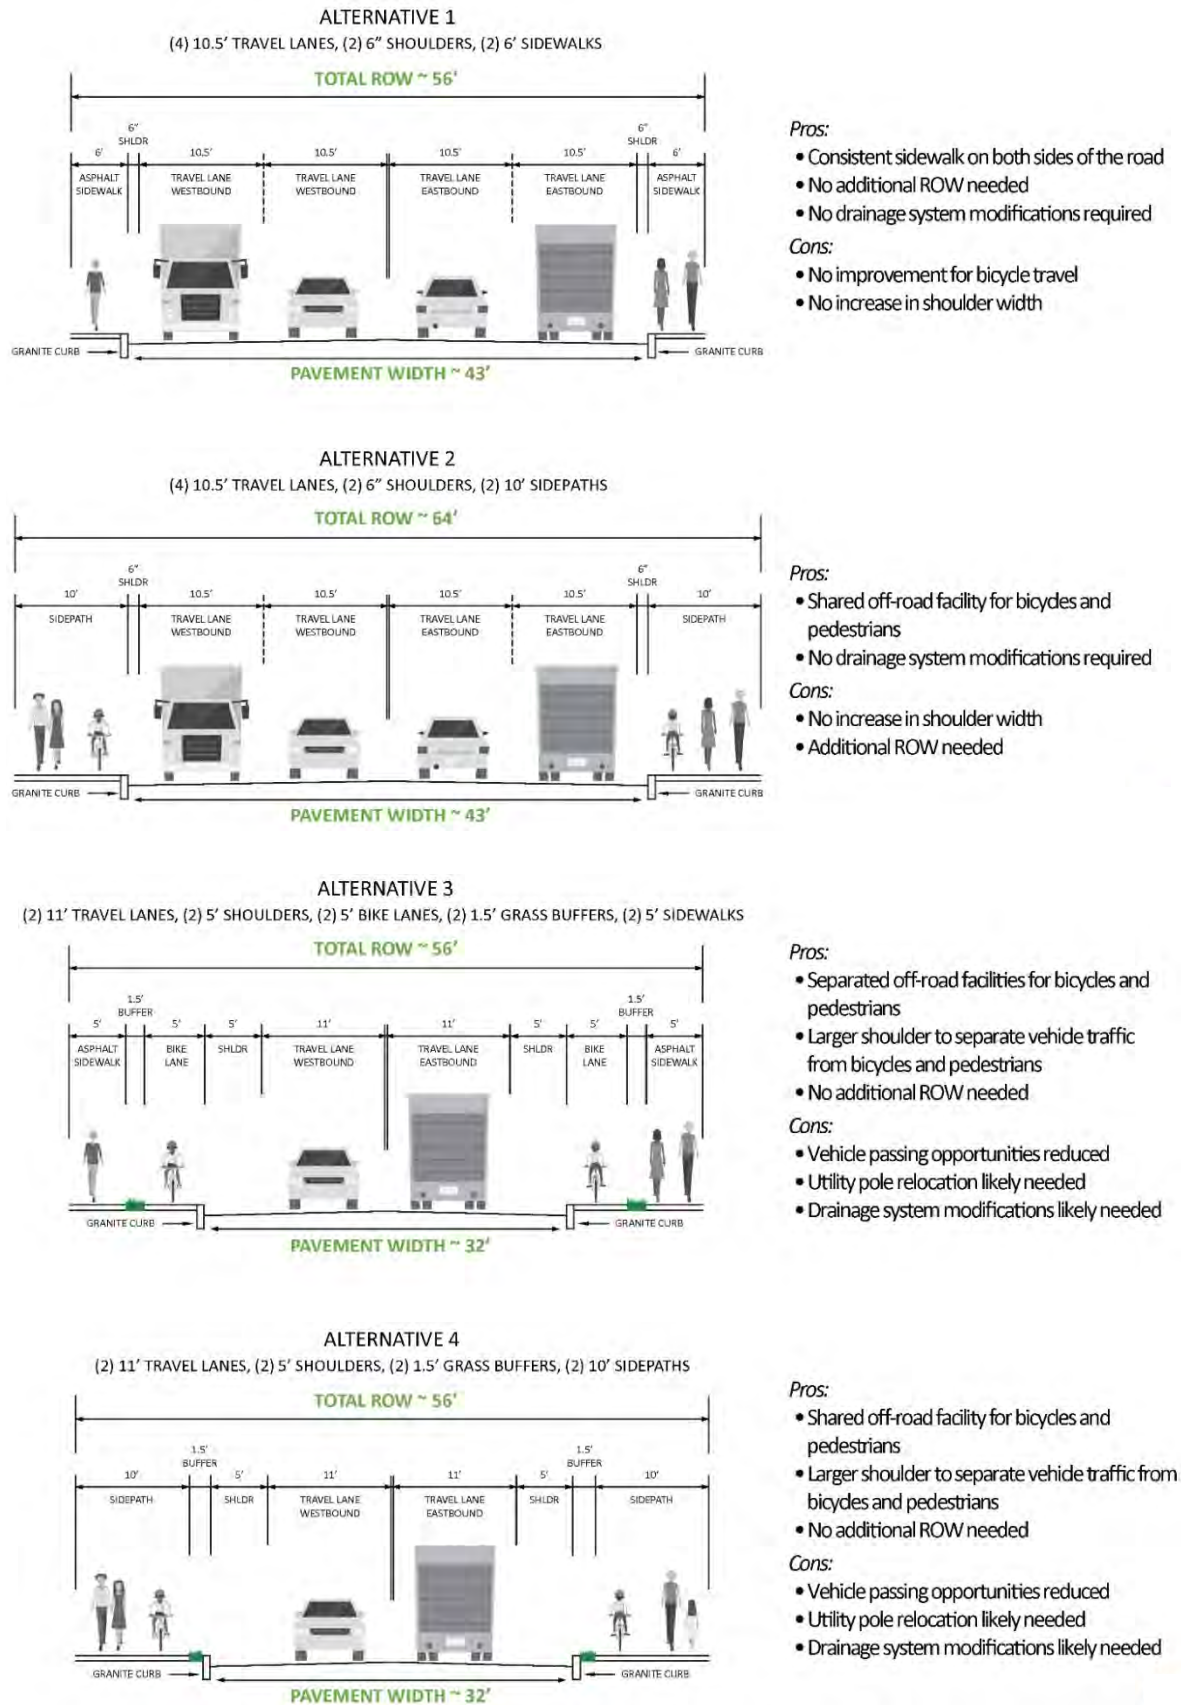 ALTERNATIVE 1
(4) 10.5' TRAVEL LANES, (2) 6" SHOULDERS, (2) 6' SIDEWALKS
TOTAL ROW ~ 56'
6" SHLDR
6" SHLDR
6' 10.5' 10.5' 10.5' 10.5' 6'
ASPHALT SIDEWALK
TRAVEL LANE WESTBOUND
TRAVEL LANE WESTBOUND
TRAVEL LANE EASTBOUND
TRAVEL LANE EASTBOUND
ASPHALT SIDEWALK
GRANITE CURB
GRANITE CURB
PAVEMENT WIDTH ~ 43'
Pros:
• Consistent sidewalk on both sides of the road
• No additional ROW needed
• No drainage system modifications required
Cons:
• No improvement for bicycle travel
• No increase in shoulder width
ALTERNATIVE 2
(4) 10.5' TRAVEL LANES, (2) 6" SHOULDERS, (2) 10' SIDEPATHS
TOTAL ROW ~ 64'
6" SHLDR
6" SHLDR
10' 10.5' 10.5' 10.5' 10.5' 10'
SIDEPATH
TRAVEL LANE WESTBOUND
TRAVEL LANE WESTBOUND
TRAVEL LANE EASTBOUND
TRAVEL LANE EASTBOUND
SIDEPATH
GRANITE CURB
GRANITE CURB
PAVEMENT WIDTH ~ 43'
Pros:
• Shared off-road facility for bicycles and
pedestrians
• No drainage system modifications required
Cons:
• No increase in shoulder width
• Additional ROW needed
ALTERNATIVE 3
(2) 11' TRAVEL LANES, (2) 5' SHOULDERS, (2) 5' BIKE LANES, (2) 1.5' GRASS BUFFERS, (2) 5' SIDEWALKS
TOTAL ROW ~ 56'
1.5' BUFFER
1.5' BUFFER
5' 5' 5' 11' 11' 5' 5' 5'
ASPHALT SIDEWALK
BIKE LANE
SHLDR
TRAVEL LANE WESTBOUND
TRAVEL LANE EASTBOUND
SHLDR
BIKE LANE
ASPHALT SIDEWALK
GRANITE CURB
GRANITE CURB
PAVEMENT WIDTH ~ 32'
Pros:
• Separated off-road facilities for bicycles and
pedestrians
• Larger shoulder to separate vehicle traffic
from bicycles and pedestrians
• No additional ROW needed
Cons:
• Vehicle passing opportunities reduced
• Utility pole relocation likely needed
• Drainage system modifications likely needed
ALTERNATIVE 4
(2) 11' TRAVEL LANES, (2) 5' SHOULDERS, (2) 1.5' GRASS BUFFERS, (2) 10' SIDEPATHS
TOTAL ROW ~ 56'
1.5' BUFFER
1.5' BUFFER
10' 5' 11' 11' 5' 10'
SIDEPATH
SHLDR
TRAVEL LANE WESTBOUND
TRAVEL LANE EASTBOUND
SHLDR
SIDEPATH
GRANITE CURB
GRANITE CURB
PAVEMENT WIDTH ~ 32'
Pros:
• Shared off-road facility for bicycles and
pedestrians
• Larger shoulder to separate vehicle traffic from
bicycles and pedestrians
• No additional ROW needed
Cons:
• Vehicle passing opportunities reduced
• Utility pole relocation likely needed
• Drainage system modifications likely needed